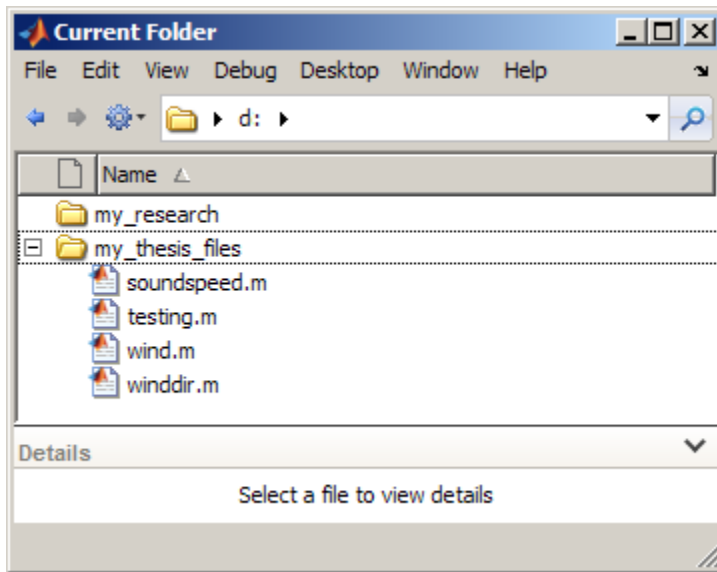 Current Folder
File Edit View Debug Desktop Window Help
d:
Name
my_research
my_thesis_files
soundspeed.m
testing.m
wind.m
winddir.m
Details
Select a file to view details